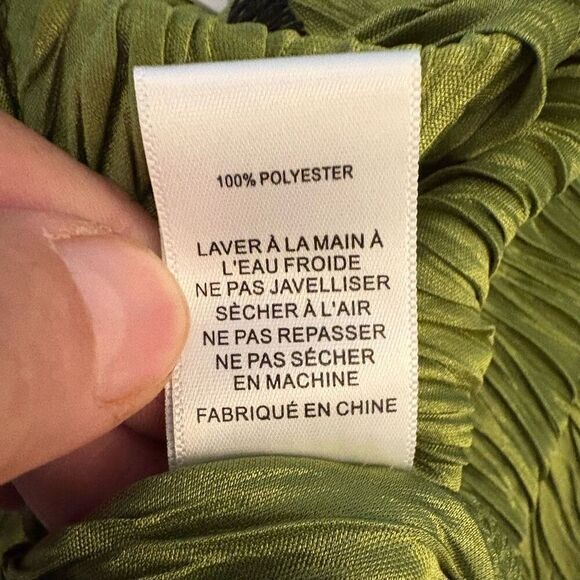 100% POLYESTER
LAVER À LA MAIN À
L'EAU FROIDE
NE PAS JAVELLISER
SÈCHER À L'AIR
NE PAS REPASSER
NE PAS SÉCHER
EN MACHINE
FABRIQUÉ EN CHINE